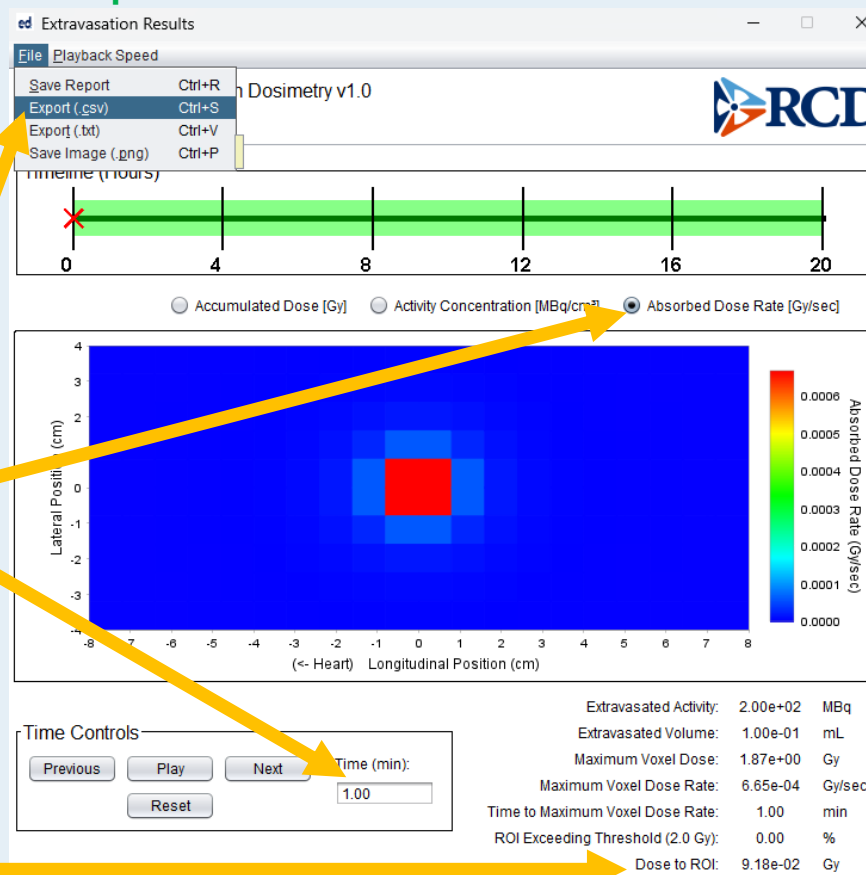 ed Extravasation Results
File Playback Speed
Save Report Ctrl+R
Export (.csv) Ctrl+S
Export (.txt) Ctrl+V
Save Image (.png) Ctrl+P
Dosimetry v1.0
RCD
Timeline (Hours)
0 4 8 12 16 20
Accumulated Dose [Gy] Activity Concentration [MBq/cm³] Absorbed Dose Rate [Gy/sec]
4
3
2
0
-1
-2
-3
-4
Lateral Position (cm)
-8 -7 -6 -5 -4 -3 -2 -1 0 1 2 3 4 5 6 7 8
(<- Heart) Longitudinal Position (cm)
0.0006
0.0005
0.0004
0.0003
0.0002
0.0001
0.0000
Absorbed Dose Rate (Gy/sec)
Time Controls
Previous Play Next
Reset
Time (min):
1.00
Extravasated Activity: 2.00e+02 MBq
Extravasated Volume: 1.00e-01 mL
Maximum Voxel Dose: 1.87e+00 Gy
Maximum Voxel Dose Rate: 6.65e-04 Gy/sec
Time to Maximum Voxel Dose Rate: 1.00 min
ROI Exceeding Threshold (2.0 Gy): 0.00 %
Dose to ROI: 9.18e-02 Gy